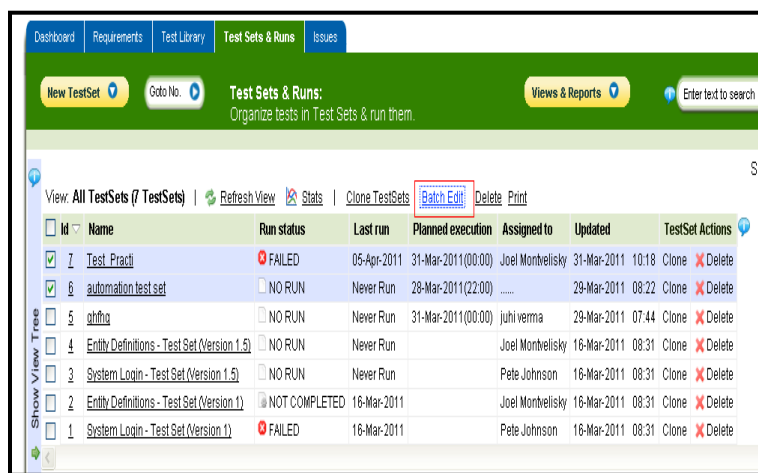 Dashboard Requirements Test Library Test Sets & Runs Issues
New TestSet Goto No. Test Sets & Runs: Views & Reports Enter text to search
Organize tests in Test Sets & run them.
S
View: All TestSets (7 TestSets) | Refresh View Stats | Clone TestSets Batch Edit Delete Print
Id Name Run status Last run Planned execution Assigned to Updated TestSet Actions
7 Test Practi FAILED 05-Apr-2011 31-Mar-2011(00:00) Joel Montvelisky 31-Mar-2011 10:18 Clone Delete
6 automation test set NO RUN Never Run 28-Mar-2011(22:00) ...... 29-Mar-2011 08:22 Clone Delete
5 ghfhg NO RUN Never Run 31-Mar-2011(00:00) juhi verma 29-Mar-2011 07:44 Clone Delete
4 Entity Definitions - Test Set (Version 1.5) NO RUN Never Run Joel Montvelisky 16-Mar-2011 08:31 Clone Delete
3 System Login - Test Set (Version 1.5) NO RUN Never Run Pete Johnson 16-Mar-2011 08:31 Clone Delete
2 Entity Definitions - Test Set (Version 1) NOT COMPLETED 16-Mar-2011 Joel Montvelisky 16-Mar-2011 08:31 Clone Delete
1 System Login - Test Set (Version 1) FAILED 16-Mar-2011 Pete Johnson 16-Mar-2011 08:31 Clone Delete
Show View Tree